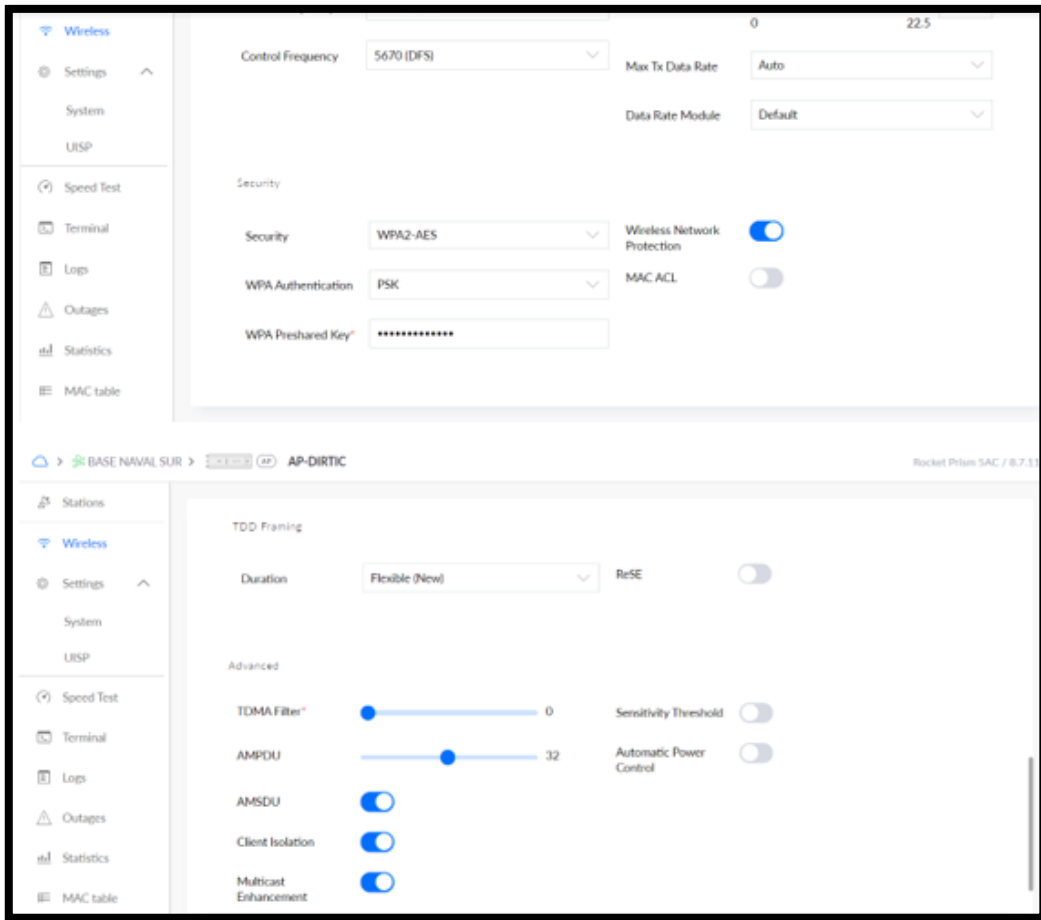 Wireless
0 22.5
Control Frequency 5670 (DFS)
Settings
Max Tx Data Rate Auto
System
Data Rate Module Default
UISP
Security
Speed Test
Terminal
Security WPA2-AES
Wireless Network
Protection
Logs
WPA Authentication PSK
MAC ACL
Outages
WPA Preshared Key* •••••••••••••
Statistics
MAC table
> BASE NAVAL SUR > AP AP-DIRTIC
Rocket Prism 5AC / 8.7.11
Stations
TDD Framing
Wireless
Settings
Duration Flexible (New)
ReSE
System
UISP
Advanced
Speed Test
TDMA Filter* 0
Sensitivity Threshold
Terminal
AMPDU 32
Automatic Power
Control
Logs
AMSDU
Outages
Client Isolation
Statistics
Multicast
Enhancement
MAC table